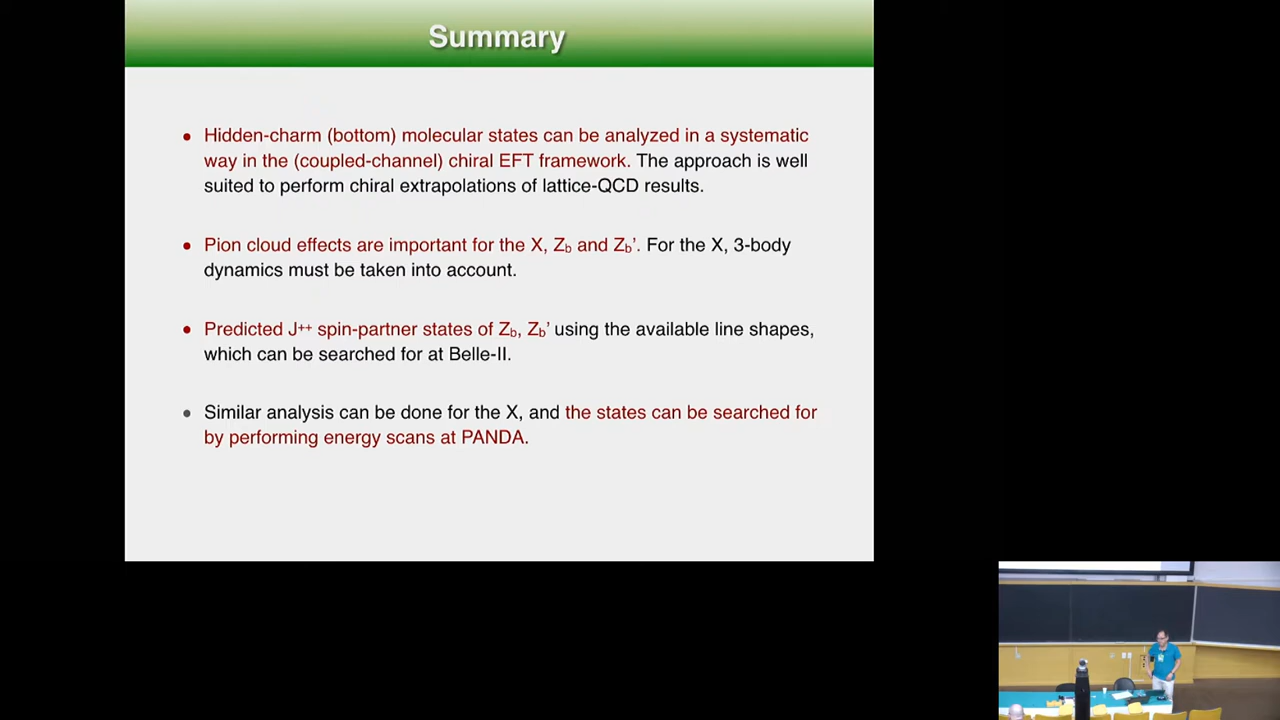 Summary
• Hidden-charm (bottom) molecular states can be analyzed in a systematic
way in the (coupled-channel) chiral EFT framework. The approach is well
suited to perform chiral extrapolations of lattice-QCD results.
• Pion cloud effects are important for the X, Zb and Zb’. For the X, 3-body
dynamics must be taken into account.
• Predicted J⁺⁺ spin-partner states of Zb, Zb’ using the available line shapes,
which can be searched for at Belle-II.
• Similar analysis can be done for the X, and the states can be searched for
by performing energy scans at PANDA.